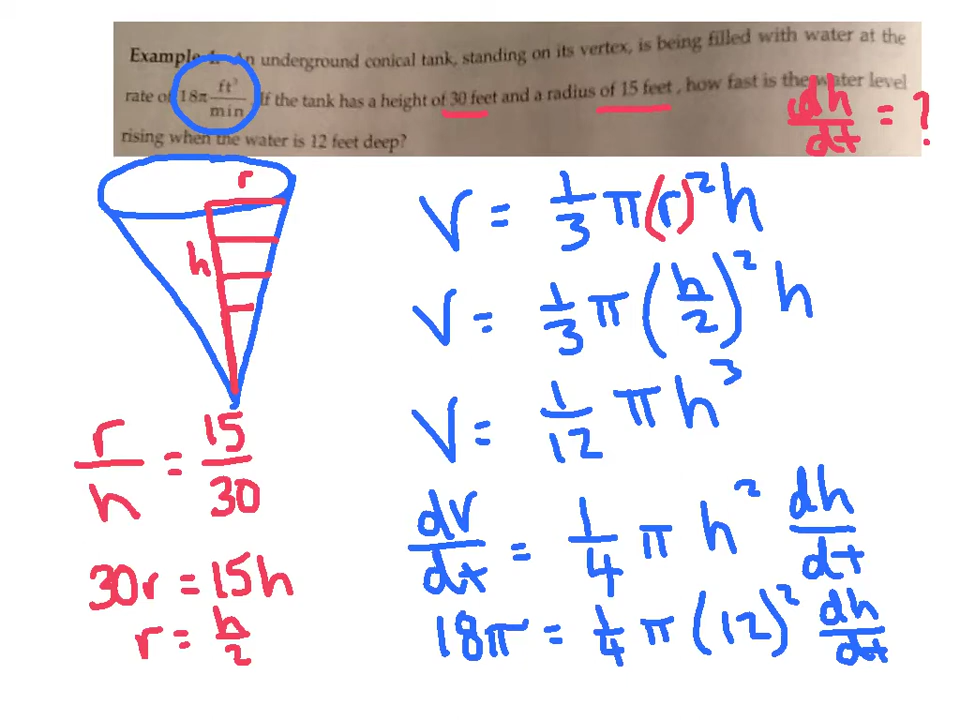 Example 1: An underground conical tank, standing on its vertex, is being filled with water at the
rate of 18π ft³/min. If the tank has a height of 30 feet and a radius of 15 feet, how fast is the water level
rising when the water is 12 feet deep?
dh/dt = ?
r
h
V = 1/3 π(r)²h
V = 1/3 π(h/2)²h
V = 1/12 πh³
r/h = 15/30
dV/dt = 1/4 π h² dh/dt
30r = 15h
18π = 1/4 π(12)² dh/dt
r = h/2